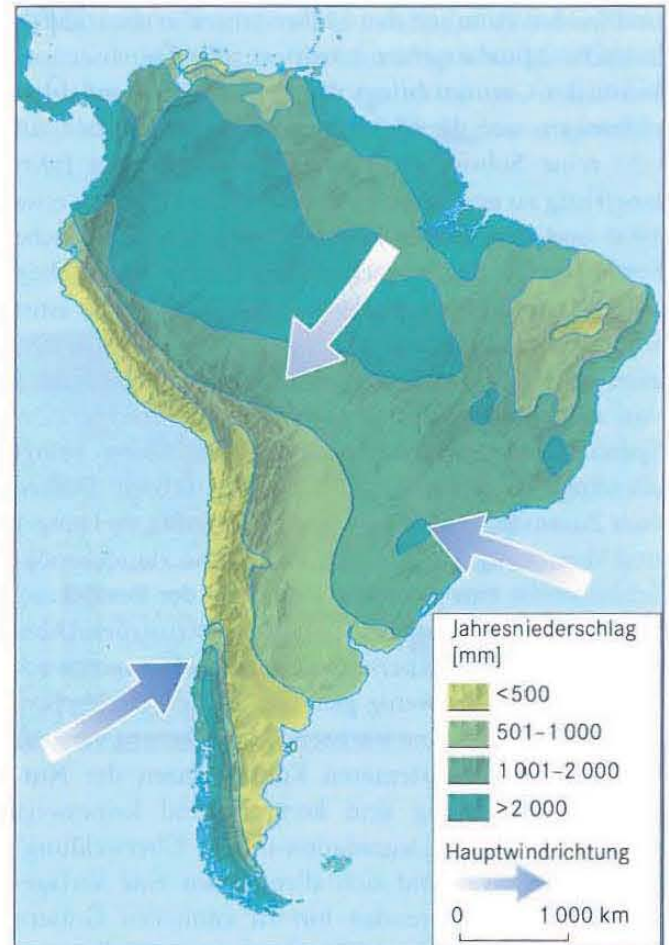 Jahresniederschlag
[mm]
<500
501–1 000
1 001–2 000
>2 000
Hauptwindrichtung
0 1 000 km